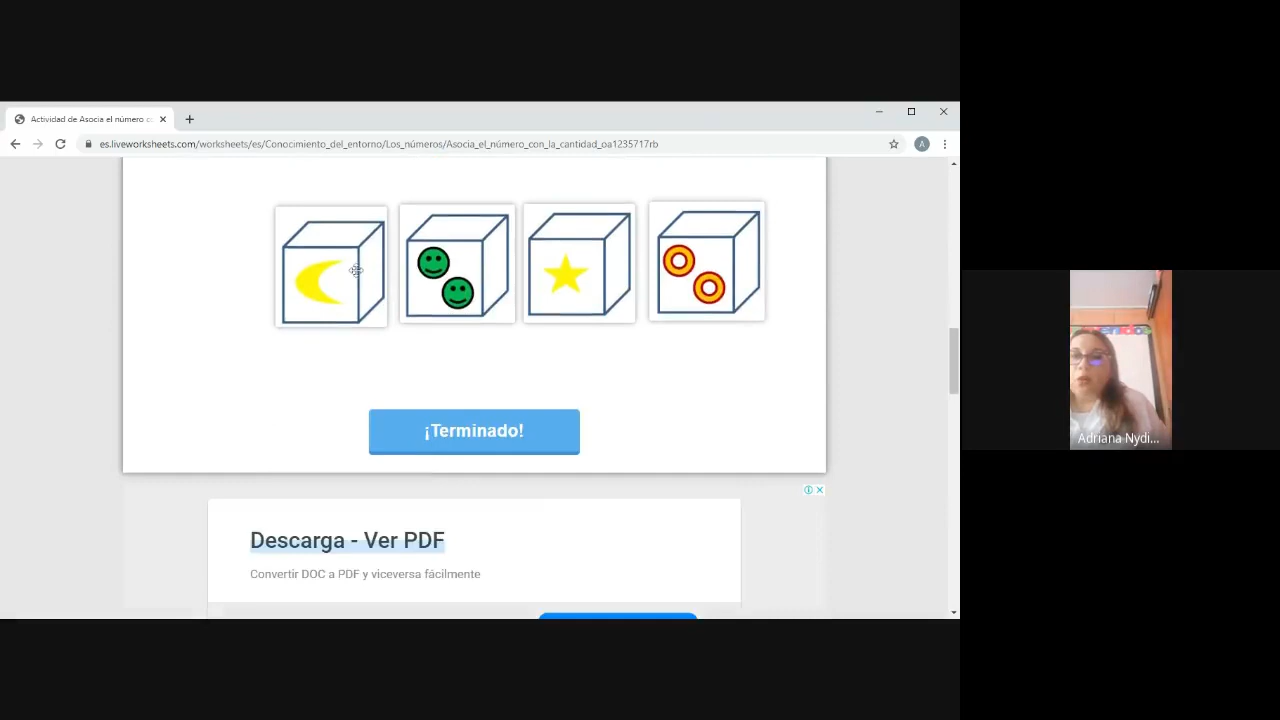 Actividad de Asocia el número co
es.liveworksheets.com/worksheets/es/Conocimiento_del_entorno/Los_números/Asocia_el_número_con_la_cantidad_oa1235717rb
A
¡Terminado!
Descarga - Ver PDF
Convertir DOC a PDF y viceversa fácilmente
Adriana Nydi...